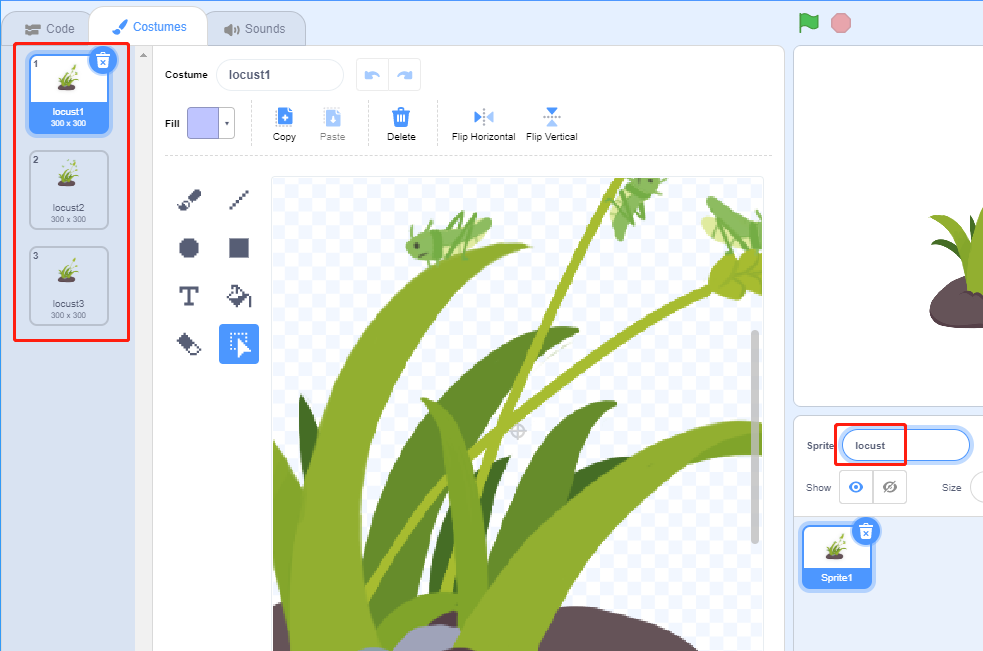 Code
Costumes
Sounds
1
locust1
300 x 300
2
locust2
300 x 300
3
locust3
300 x 300
Costume
locust1
Fill
Copy
Paste
Delete
Flip Horizontal
Flip Vertical
T
Sprite
locust
Show
Size
Sprite1